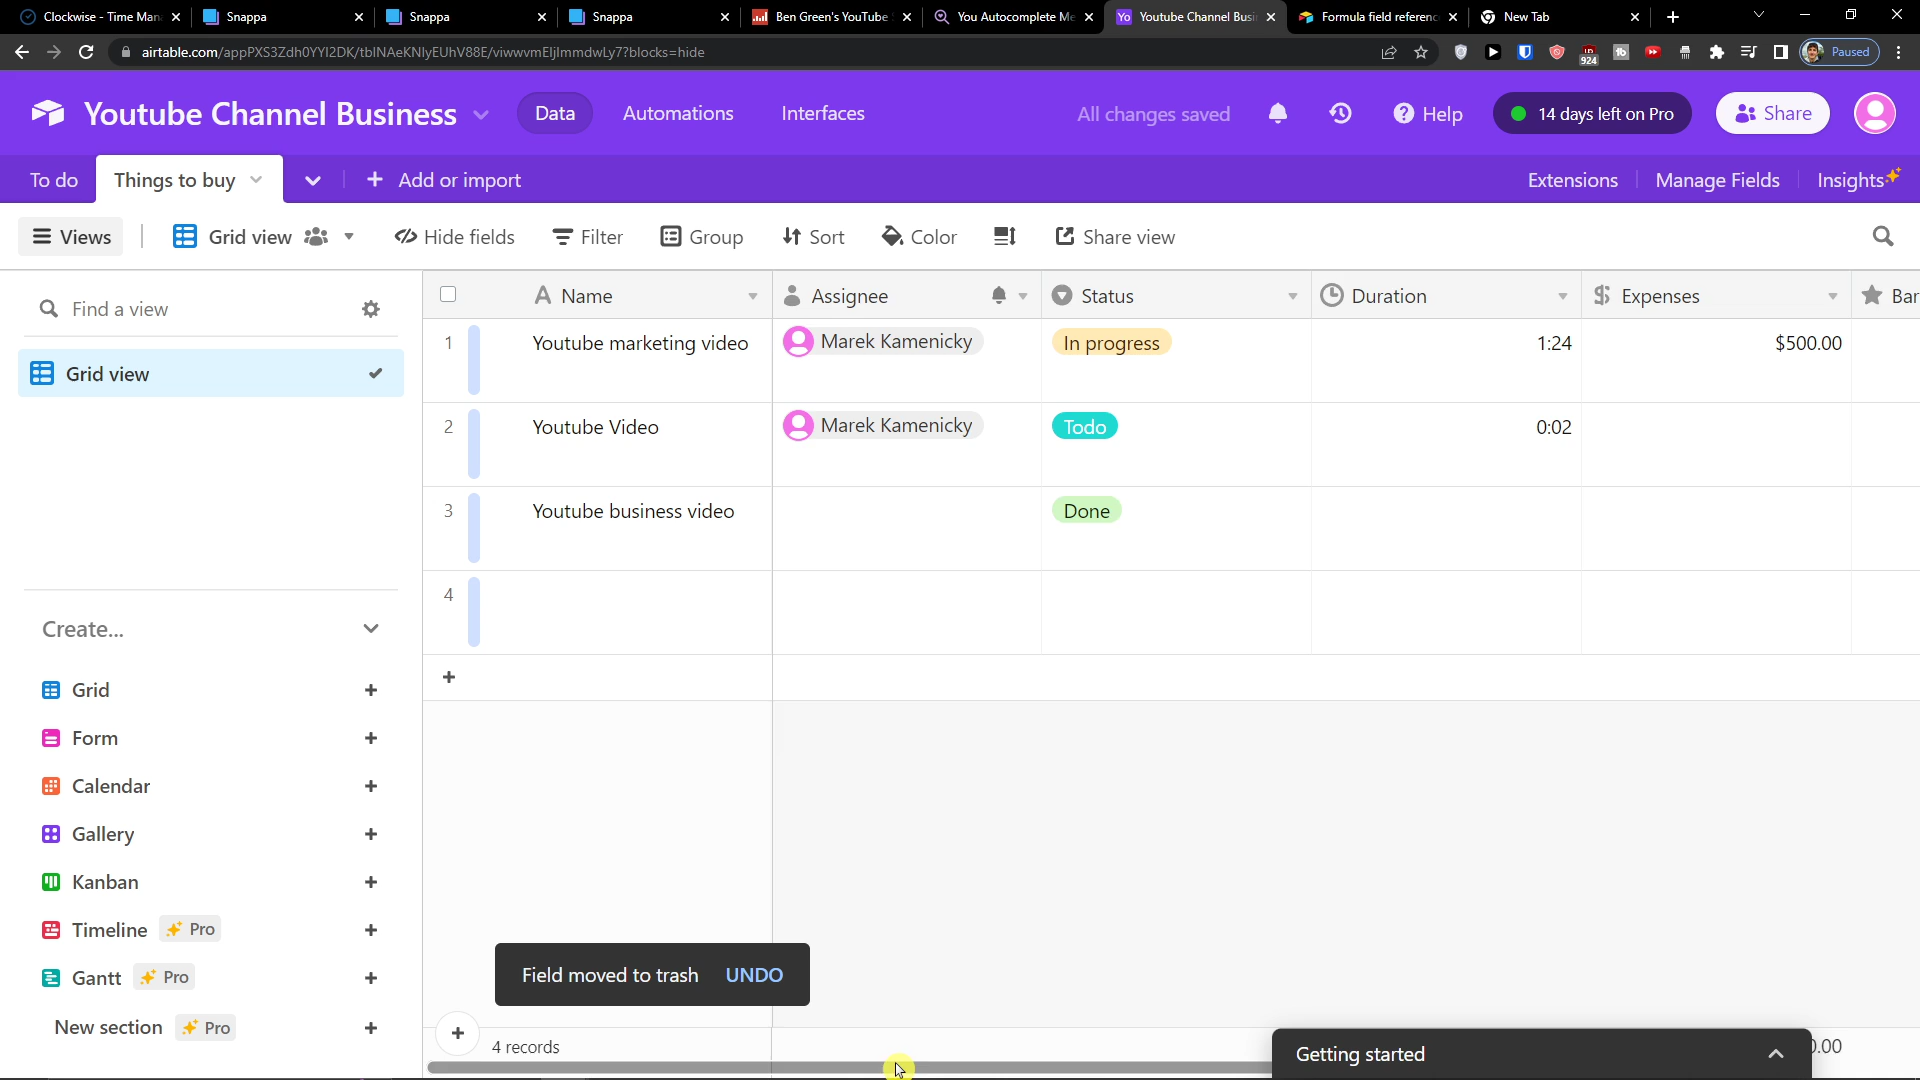 Clockwise - Time Man
Snappa
Snappa
Snappa
Ben Green's YouTube
You Autocomplete Me
Yo Youtube Channel Busi
Formula field referenc
New Tab
airtable.com/appPXS3Zdh0YYI2DK/tblNAeKNlyEUhV88E/viwwvmEljlmmdwLy7?blocks=hide
924
Paused
Youtube Channel Business
Data
Automations
Interfaces
All changes saved
Help
14 days left on Pro
Share
To do
Things to buy
Add or import
Extensions
Manage Fields
Insights
Views
Grid view
Hide fields
Filter
Group
Sort
Color
Share view
Find a view
Grid view
Create...
Grid
Form
Calendar
Gallery
Kanban
Timeline Pro
Gantt Pro
New section Pro
Name
Assignee
Status
Duration
Expenses
Bar
1 Youtube marketing video Marek Kamenicky In progress 1:24 $500.00
2 Youtube Video Marek Kamenicky Todo 0:02
3 Youtube business video Done
4
Field moved to trash UNDO
4 records
Getting started
0.00